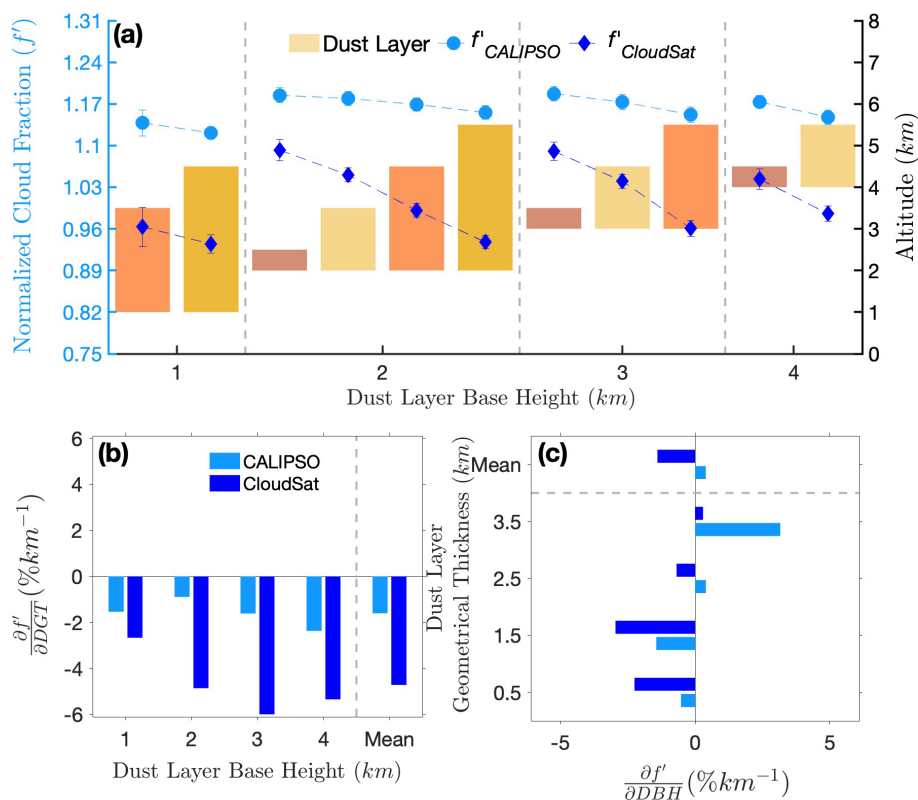 (a)
Dust Layer
f'CALIPSO
f'CloudSat
Normalized Cloud Fraction (f′)
1.31
1.24
1.17
1.1
1.03
0.96
0.89
0.82
0.75
8
7
6
5
4
3
2
1
0
Altitude (km)
1 2 3 4
Dust Layer Base Height (km)
(b)
CALIPSO
CloudSat
∂f′/∂DGT (%km⁻¹)
6
4
2
0
-2
-4
-6
1 2 3 4 Mean
Dust Layer Base Height (km)
(c)
Dust Layer
Geometrical Thickness (km)
Mean
3.5
2.5
1.5
0.5
-5 0 5
∂f′/∂DBH (%km⁻¹)